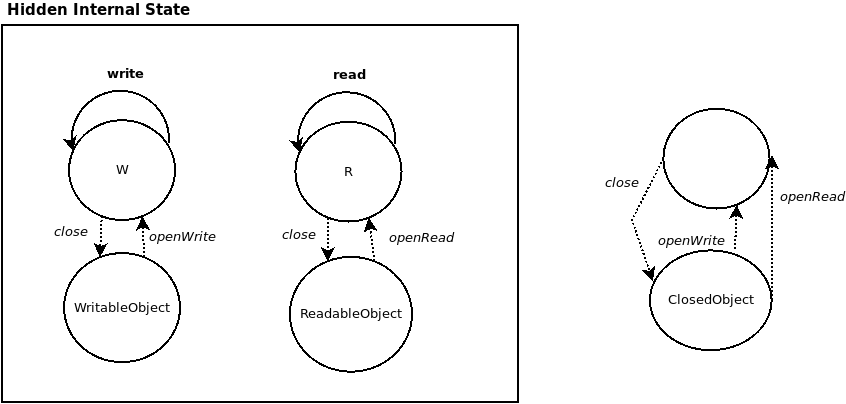 Hidden Internal State
write
read
W
R
close
openWrite
close
openRead
WritableObject
ReadableObject
close
openRead
openWrite
ClosedObject